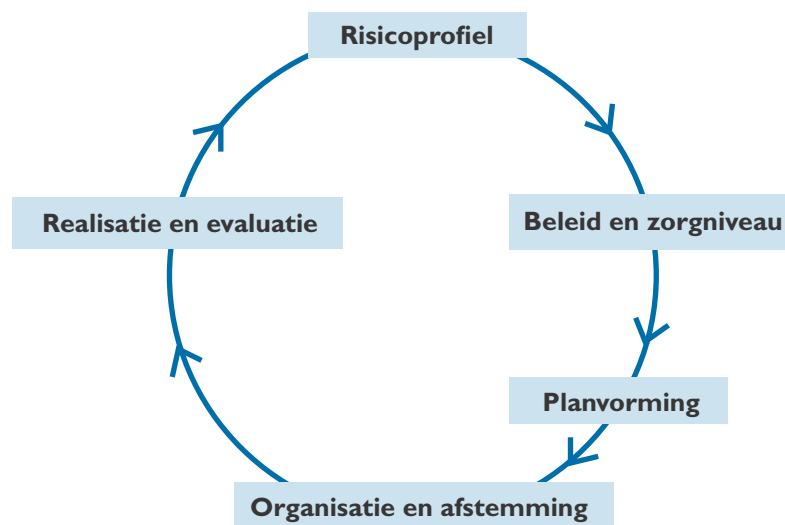 Risicoprofiel
Beleid en zorgniveau
Planvorming
Organisatie en afstemming
Realisatie en evaluatie